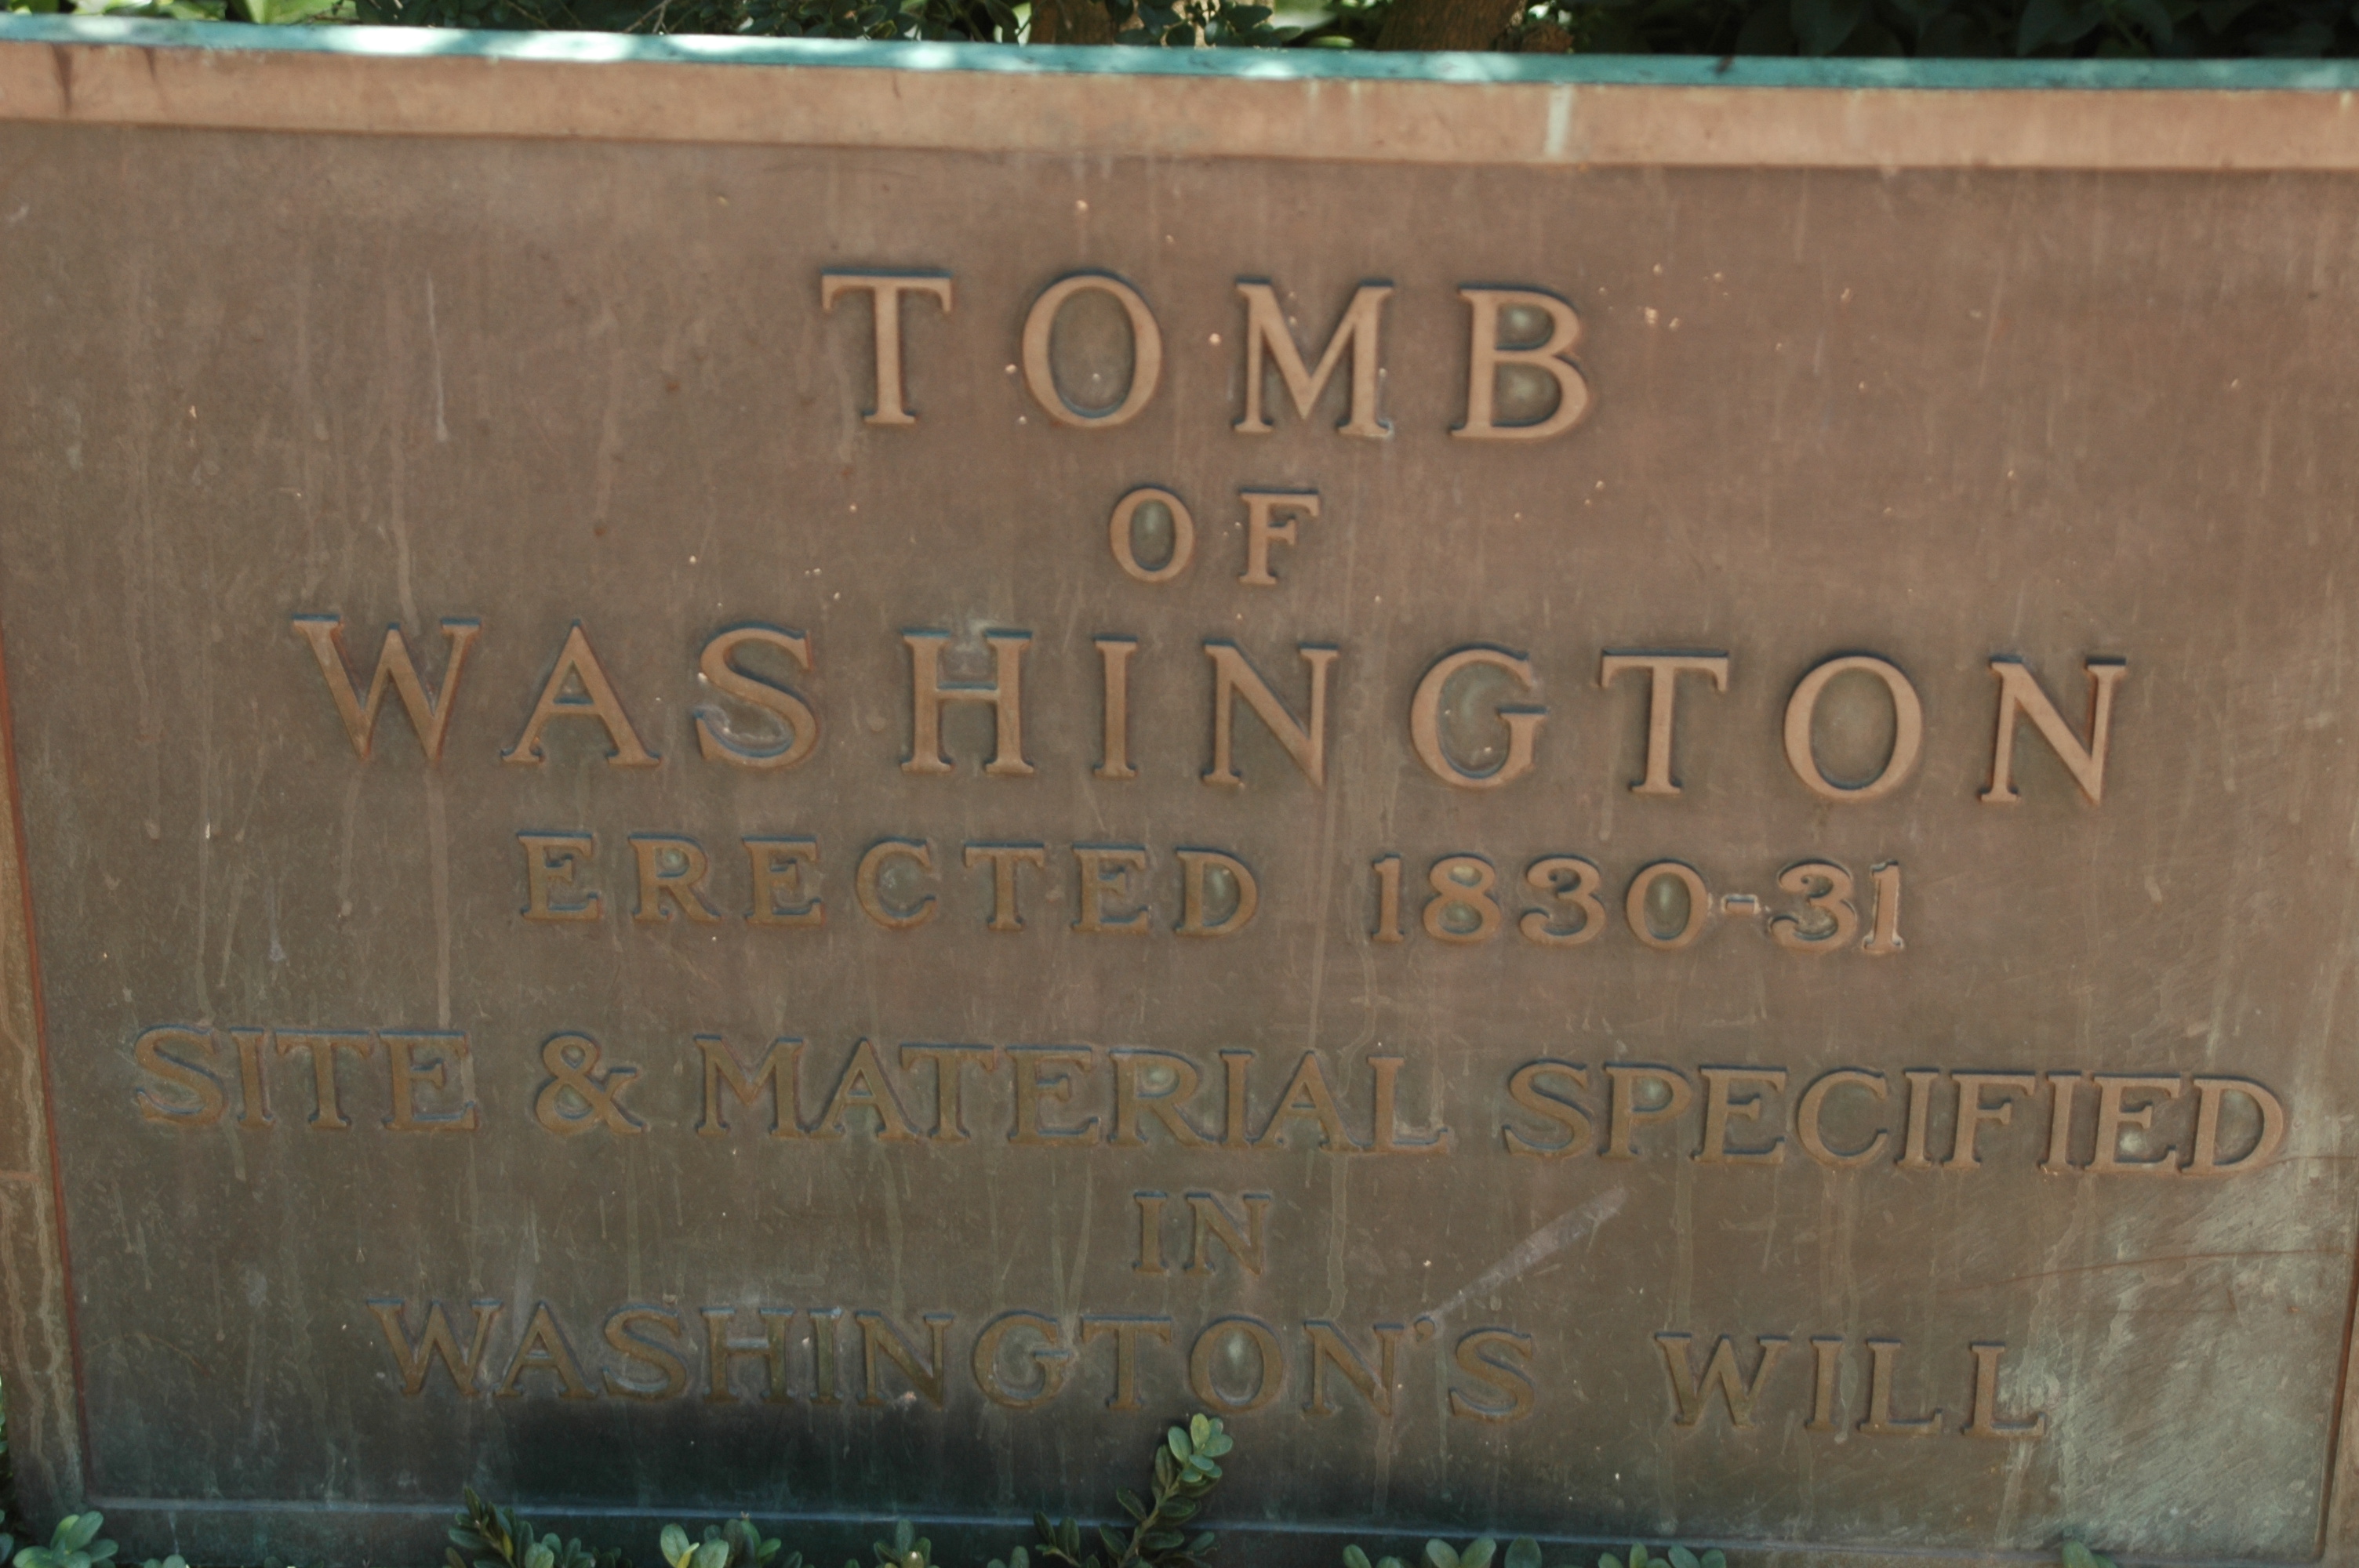 TOMB
OF
WASHINGTON
ERECTED 1830-31
SITE & MATERIAL SPECIFIED
IN
WASHINGTON'S WILL